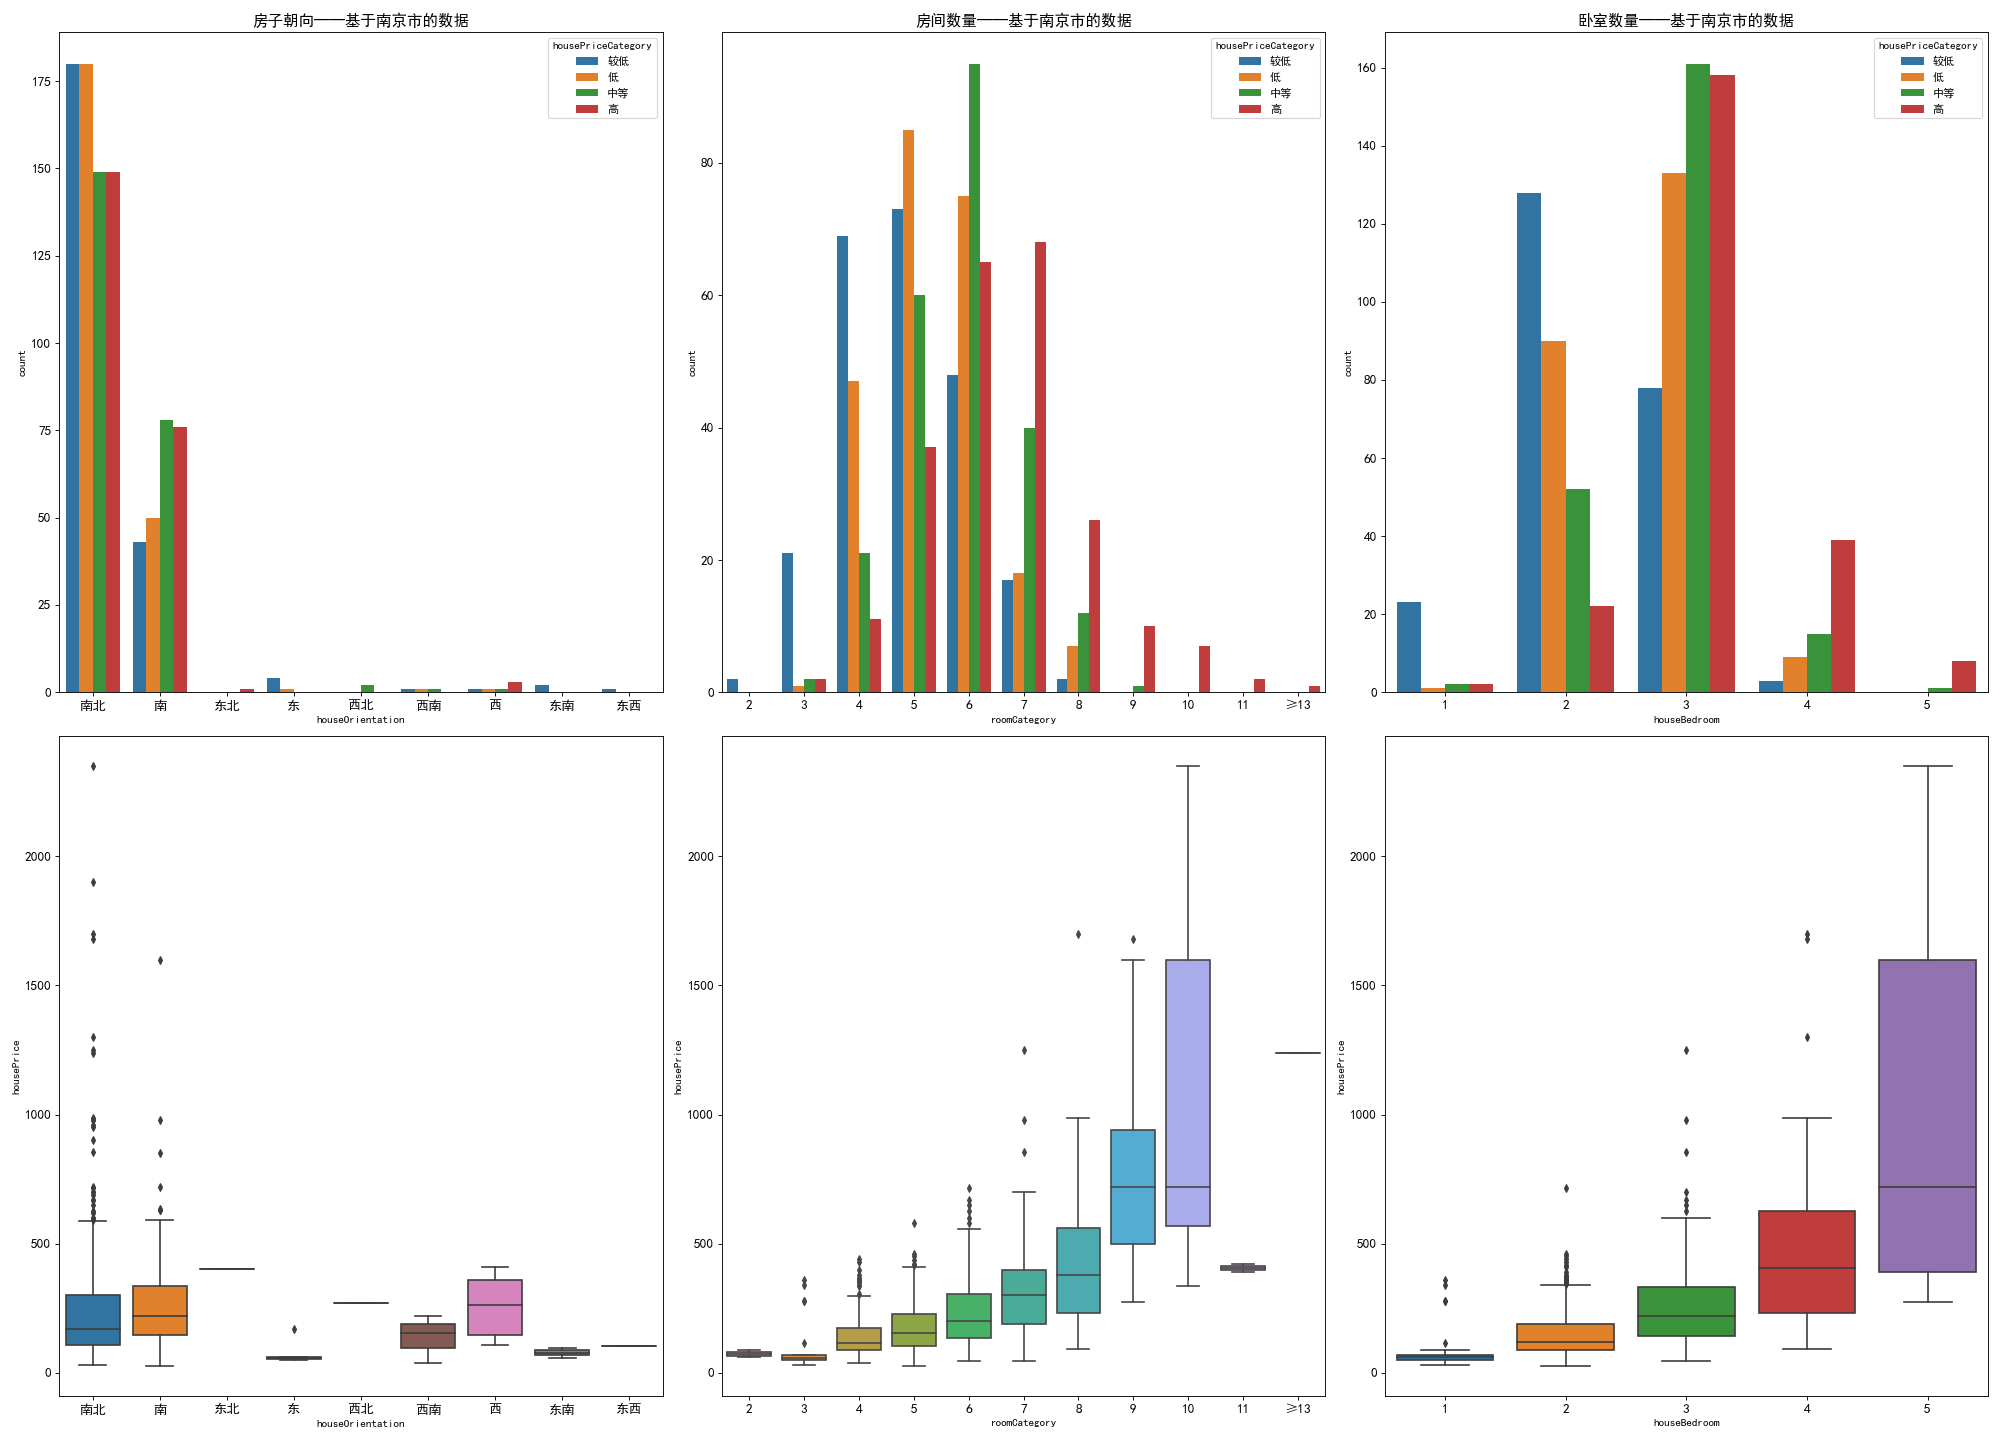 房子朝向——基于南京市的数据
housePriceCategory
较低
低
中等
高
175
150
125
100
75
50
25
0
count
南北 南 东北 东 西北 西南 西 东南 东西
houseOrientation
房间数量——基于南京市的数据
housePriceCategory
较低
低
中等
高
80
60
40
20
0
count
2 3 4 5 6 7 8 9 10 11 ≥13
roomCategory
卧室数量——基于南京市的数据
housePriceCategory
较低
低
中等
高
160
140
120
100
80
60
40
20
0
count
1 2 3 4 5
houseBedroom
2000
1500
1000
500
0
housePrice
南北 南 东北 东 西北 西南 西 东南 东西
houseOrientation
2000
1500
1000
500
0
housePrice
2 3 4 5 6 7 8 9 10 11 ≥13
roomCategory
2000
1500
1000
500
0
housePrice
1 2 3 4 5
houseBedroom